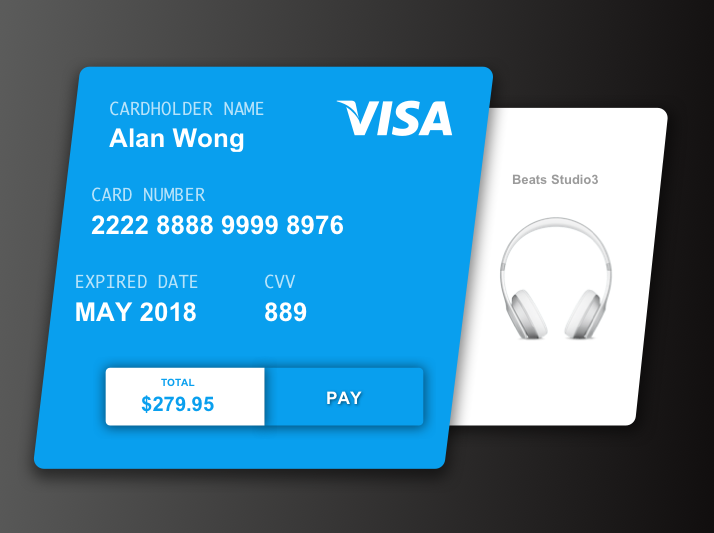 CARDHOLDER NAME
VISA
Alan Wong
Beats Studio3
CARD NUMBER
2222 8888 9999 8976
EXPIRED DATE
CVV
MAY 2018
889
TOTAL
$279.95
PAY